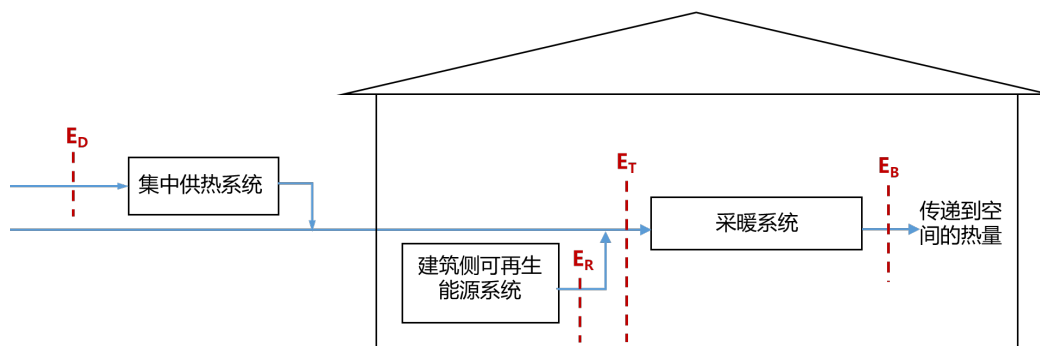 E_D
集中供热系统
E_T
E_B
采暖系统
传递到空
间的热量
建筑侧可再生
能源系统
E_R